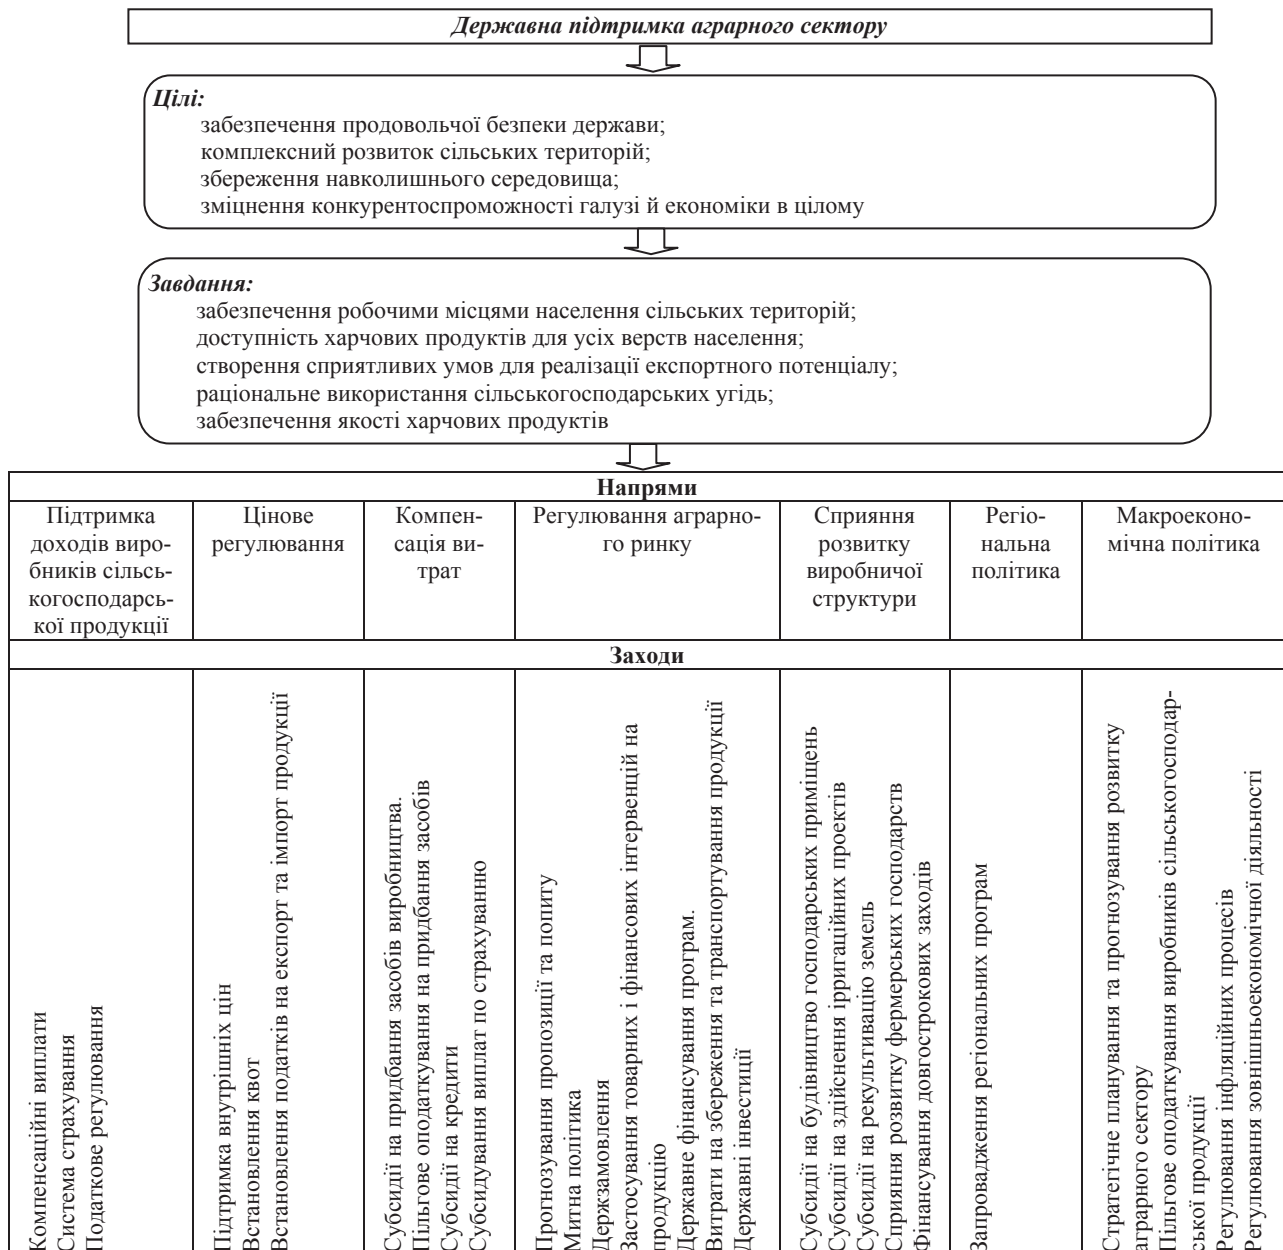 Державна підтримка аграрного сектору
Цілі:
забезпечення продовольчої безпеки держави;
комплексний розвиток сільських територій;
збереження навколишнього середовища;
зміцнення конкурентоспроможності галузі й економіки в цілому
Завдання:
забезпечення робочими місцями населення сільських територій;
доступність харчових продуктів для усіх верств населення;
створення сприятливих умов для реалізації експортного потенціалу;
раціональне використання сільськогосподарських угідь;
забезпечення якості харчових продуктів
Напрями
Підтримка
доходів виро-
бників сільсь-
когосподарсь-
кої продукції
Цінове
регулювання
Компен-
сація ви-
трат
Регулювання аграрно-
го ринку
Сприяння
розвитку
виробничої
структури
Регіо-
нальна
політика
Макроеконо-
мічна політика
Заходи
Компенсаційні виплати
Система страхування
Податкове регулювання
Підтримка внутрішніх цін
Встановлення квот
Встановлення податків на експорт та імпорт продукції
Субсидії на придбання засобів виробництва.
Пільгове оподаткування на придбання засобів
Субсидії на кредити
Субсидування виплат по страхуванню
Прогнозування пропозиції та попиту
Митна політика
Держзамовлення
Застосування товарних і фінансових інтервенцій на
продукцію
Державне фінансування програм.
Витрати на збереження та транспортування продукції
Державні інвестиції
Субсидії на будівництво господарських приміщень
Субсидії на здійснення ірригаційних проектів
Субсидії на рекультивацію земель
Сприяння розвитку фермерських господарств
Фінансування довгострокових заходів
Запровадження регіональних програм
Стратегічне планування та прогнозування розвитку
аграрного сектору
Пільгове оподаткування виробників сільськогосподар-
ської продукції
Регулювання інфляційних процесів
Регулювання зовнішньоекономічної діяльності